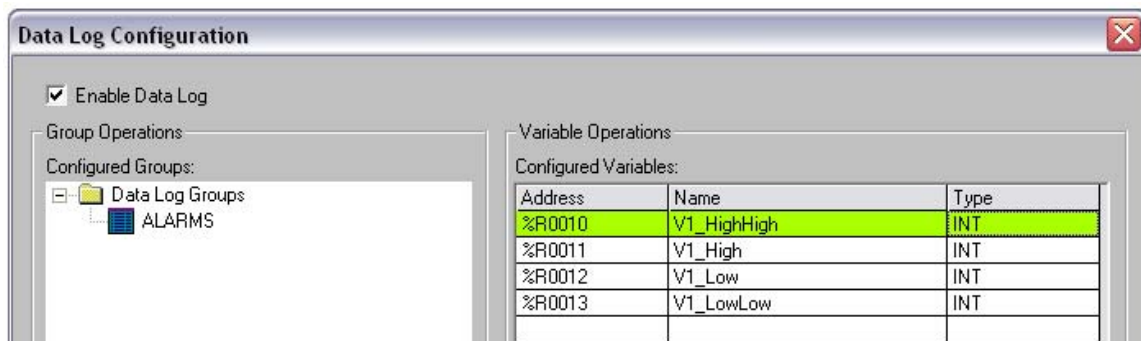 Data Log Configuration
Enable Data Log
Group Operations
Configured Groups:
Data Log Groups
ALARMS
Variable Operations
Configured Variables:
Address Name Type
%R0010 V1_HighHigh INT
%R0011 V1_High INT
%R0012 V1_Low INT
%R0013 V1_LowLow INT